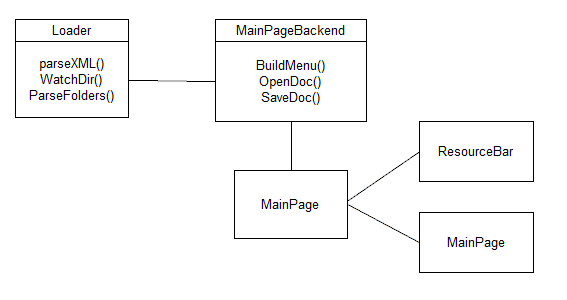 Loader
parseXML()
WatchDir()
ParseFolders()
MainPageBackend
BuildMenu()
OpenDoc()
SaveDoc()
MainPage
ResourceBar
MainPage